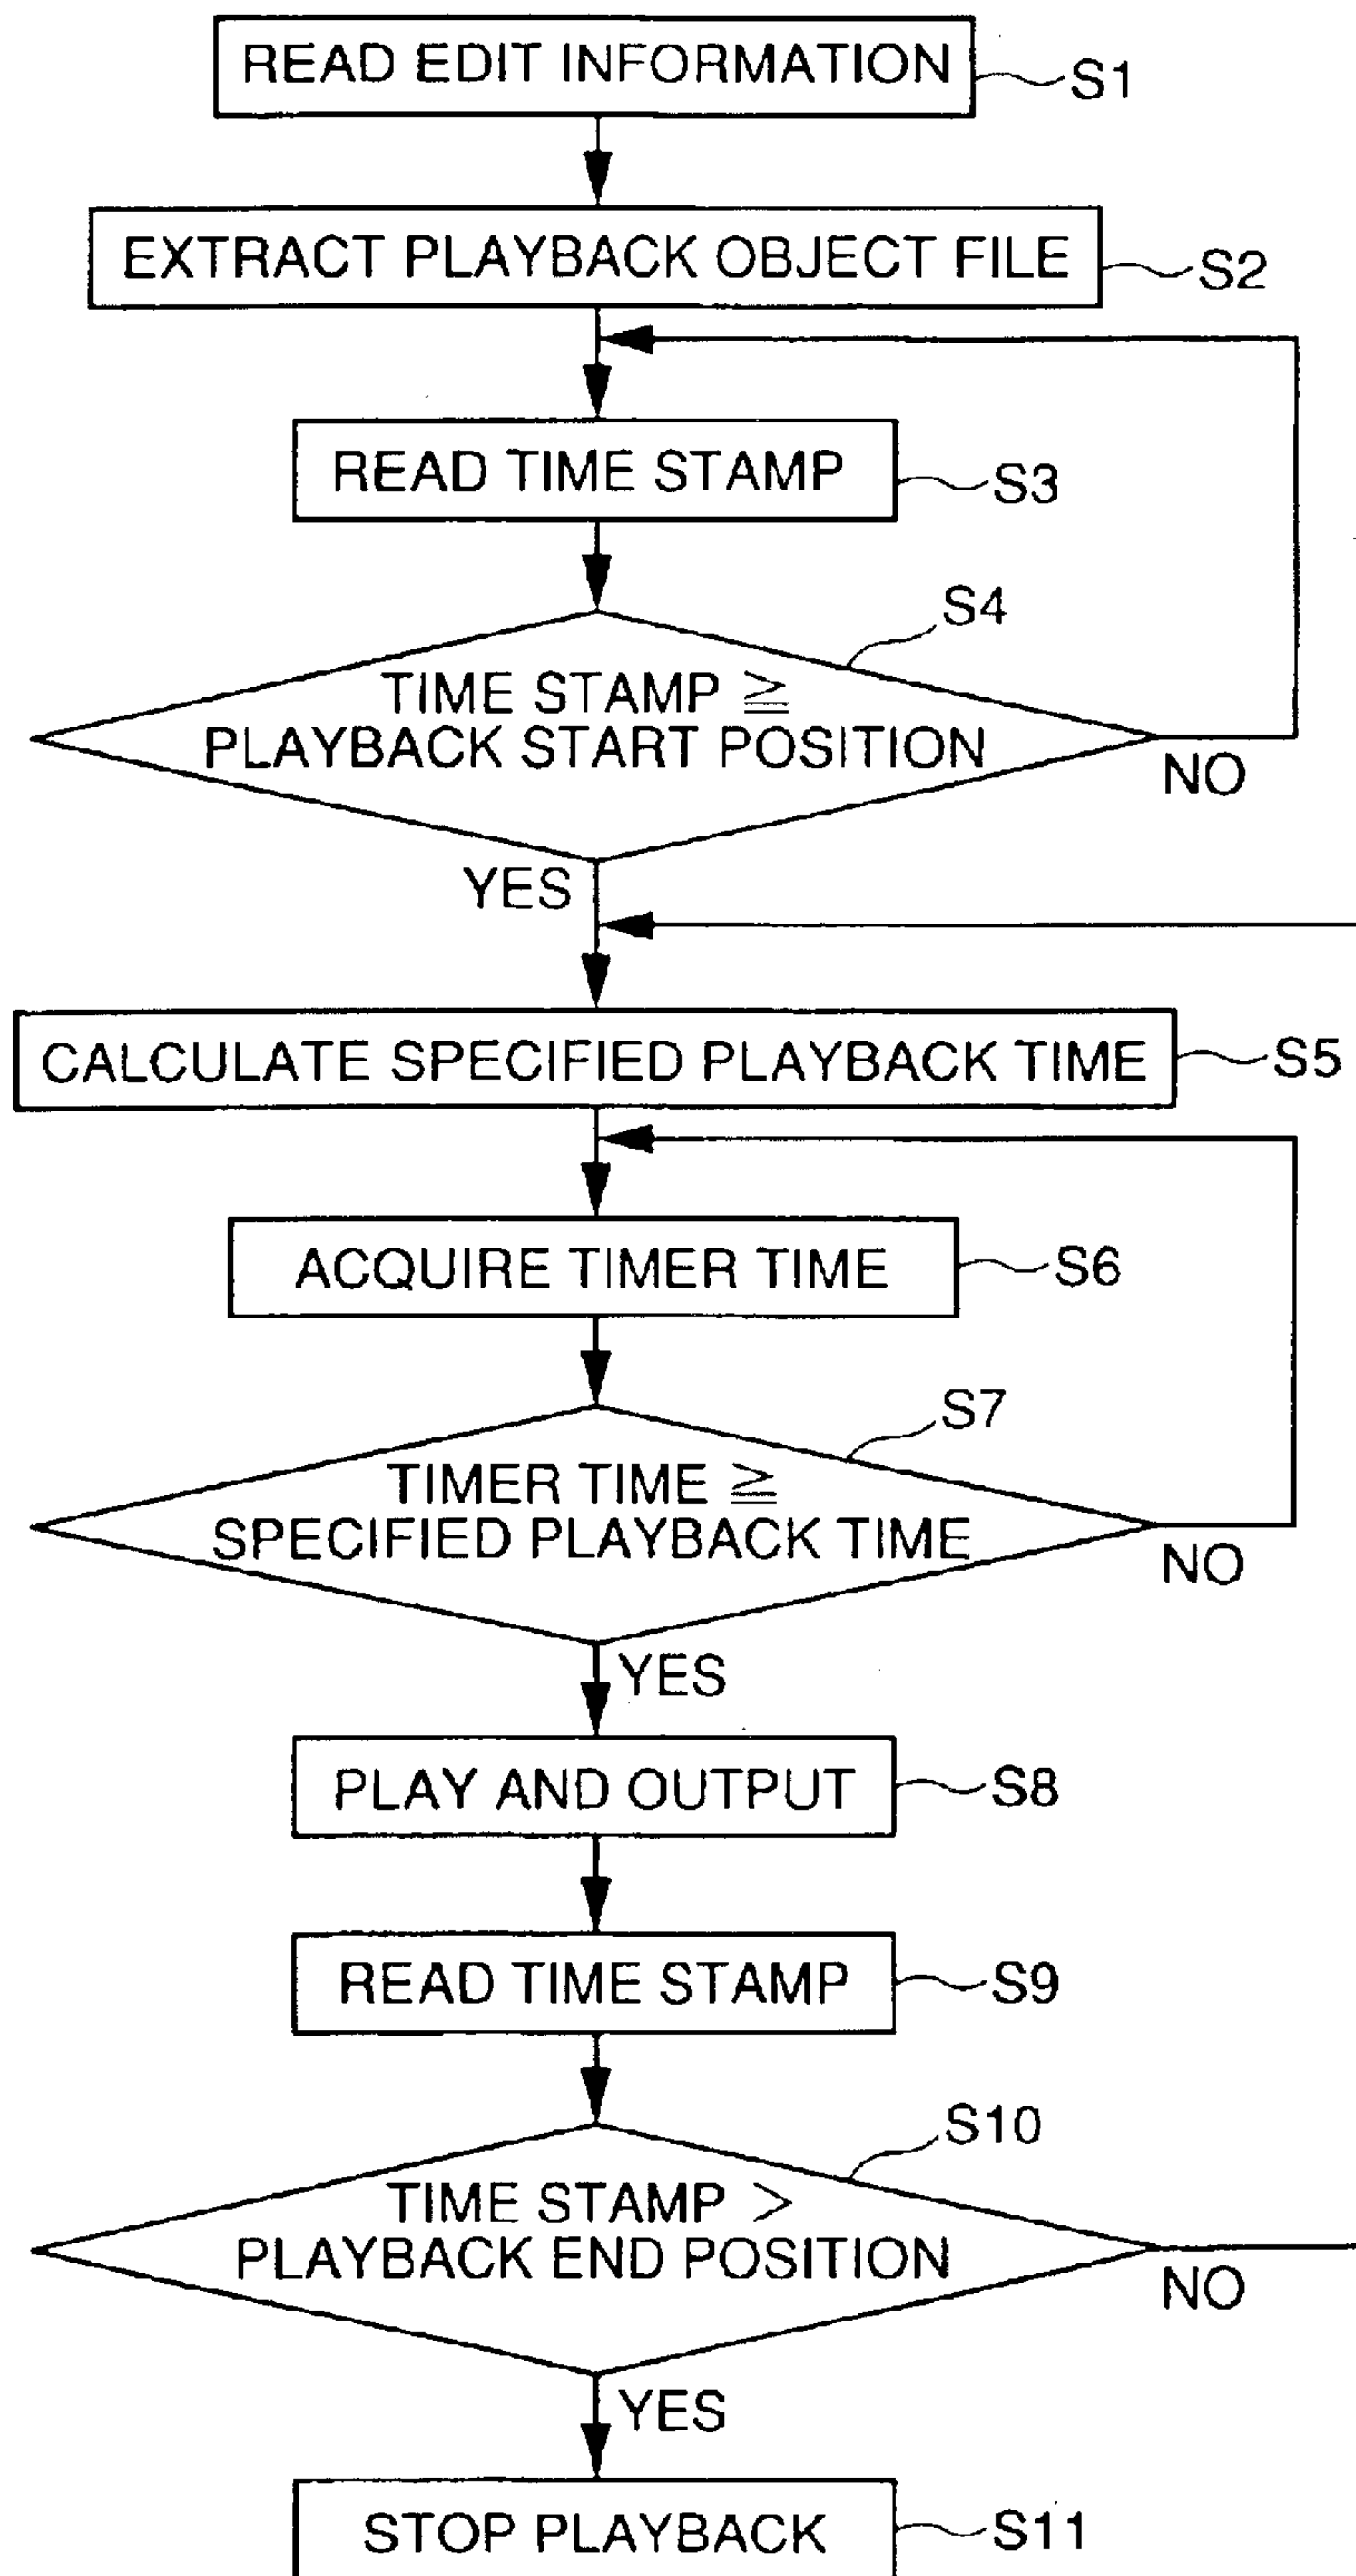 READ EDIT INFORMATION
S1
EXTRACT PLAYBACK OBJECT FILE
S2
READ TIME STAMP
S3
S4
TIME STAMP ≧
PLAYBACK START POSITION
NO
YES
CALCULATE SPECIFIED PLAYBACK TIME
S5
ACQUIRE TIMER TIME
S6
S7
TIMER TIME ≧
SPECIFIED PLAYBACK TIME
NO
YES
PLAY AND OUTPUT
S8
READ TIME STAMP
S9
S10
TIME STAMP >
PLAYBACK END POSITION
NO
YES
STOP PLAYBACK
S11